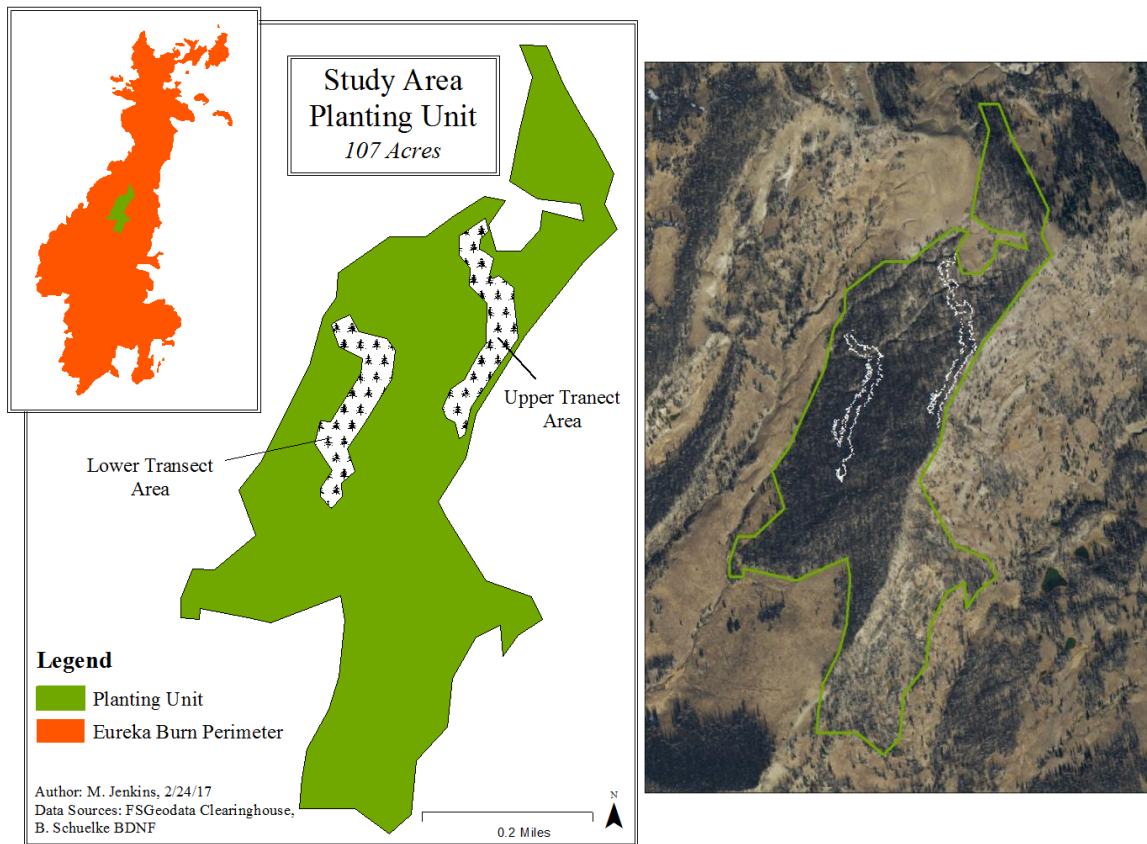 Study Area
Planting Unit
107 Acres
Upper Tranect
Area
Lower Transect
Area
Legend
Planting Unit
Eureka Burn Perimeter
Author: M. Jenkins, 2/24/17
Data Sources: FSGeodata Clearinghouse,
B. Schuelke BDNF
0.2 Miles
N